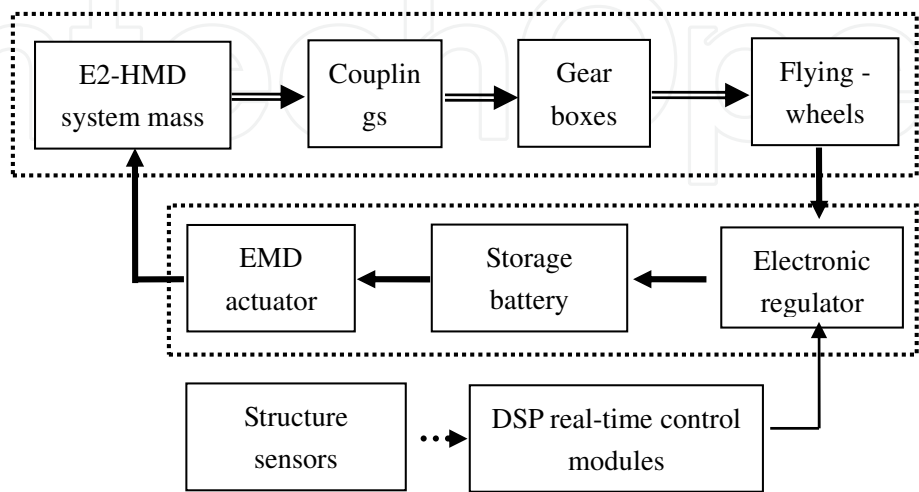 E2-HMD
system mass
Couplin
gs
Gear
boxes
Flying -
wheels
EMD
actuator
Storage
battery
Electronic
regulator
Structure
sensors
DSP real-time control
modules